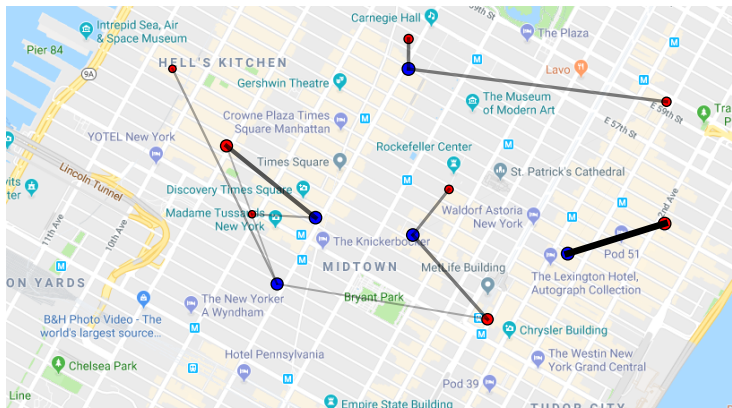 Carnegie Hall
59th St
Intrepid Sea, Air
& Space Museum
The Plaza
Pier 84
HELL'S KITCHEN
Lavo
9A
Gershwin Theatre
E 59th St
The Museum
of Modern Art
Crowne Plaza Times
Square Manhattan
E 57th St
YOTEL New York
Rockefeller Center
Times Square
St. Patrick's Cathedral
Lincoln Tunnel
Discovery Times Square
2nd Ave
Madame Tussauds
New York
Waldorf Astoria
New York
11th Ave
10th Ave
The Knickerbocker
Pod 51
MIDTOWN
MetLife Building
The Lexington Hotel,
Autograph Collection
ON YARDS
The New Yorker
A Wyndham
Bryant Park
B&H Photo Video - The
world's largest source...
Chrysler Building
Hotel Pennsylvania
The Westin New
York Grand Central
Chelsea Park
Pod 39
Line
Empire State Building
TUDOR CITY